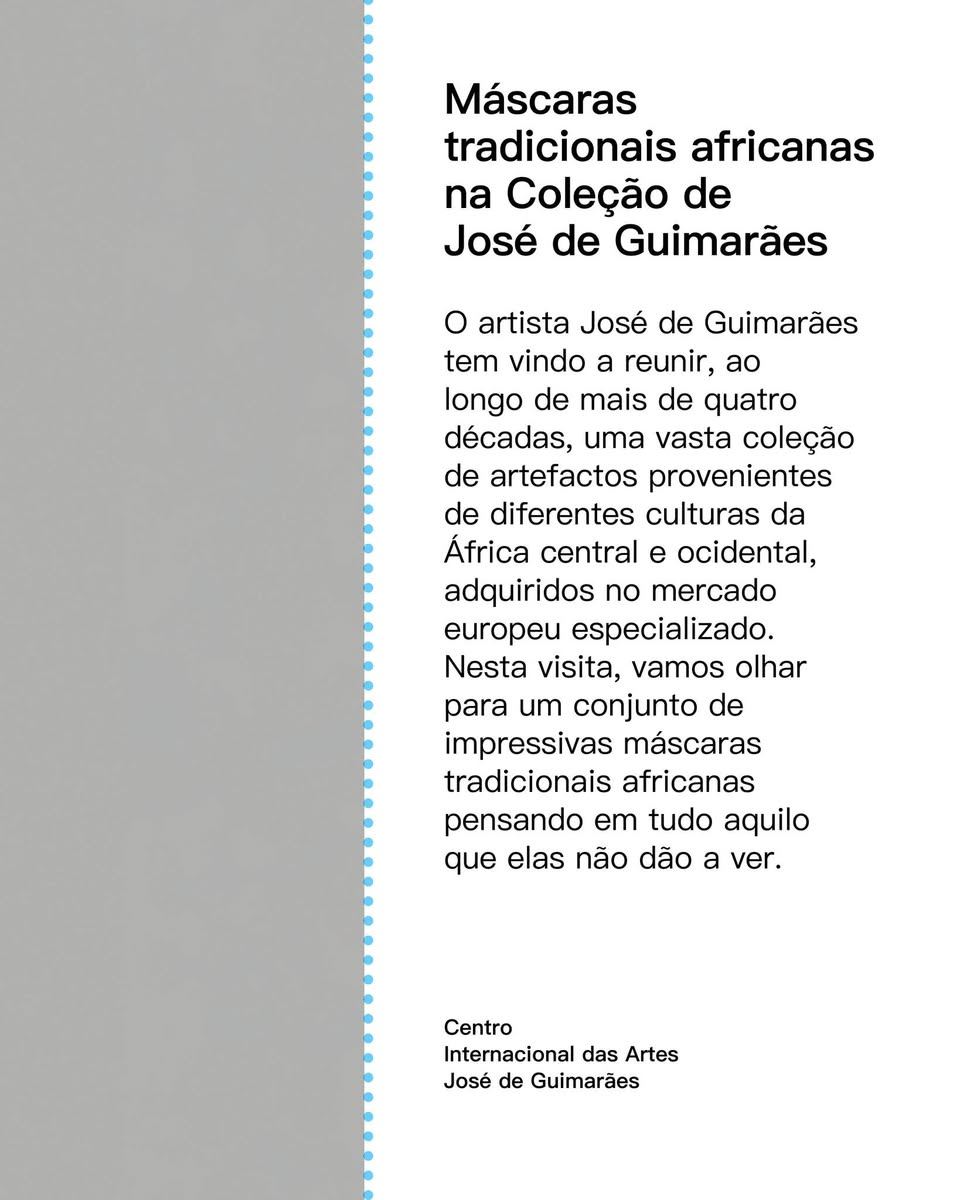 Máscaras
tradicionais africanas
na Coleção de
José de Guimarães
O artista José de Guimarães
tem vindo a reunir, ao
longo de mais de quatro
décadas, uma vasta coleção
de artefactos provenientes
de diferentes culturas da
África central e ocidental,
adquiridos no mercado
europeu especializado.
Nesta visita, vamos olhar
para um conjunto de
impressivas máscaras
tradicionais africanas
pensando em tudo aquilo
que elas não dão a ver.
Centro
Internacional das Artes
José de Guimarães